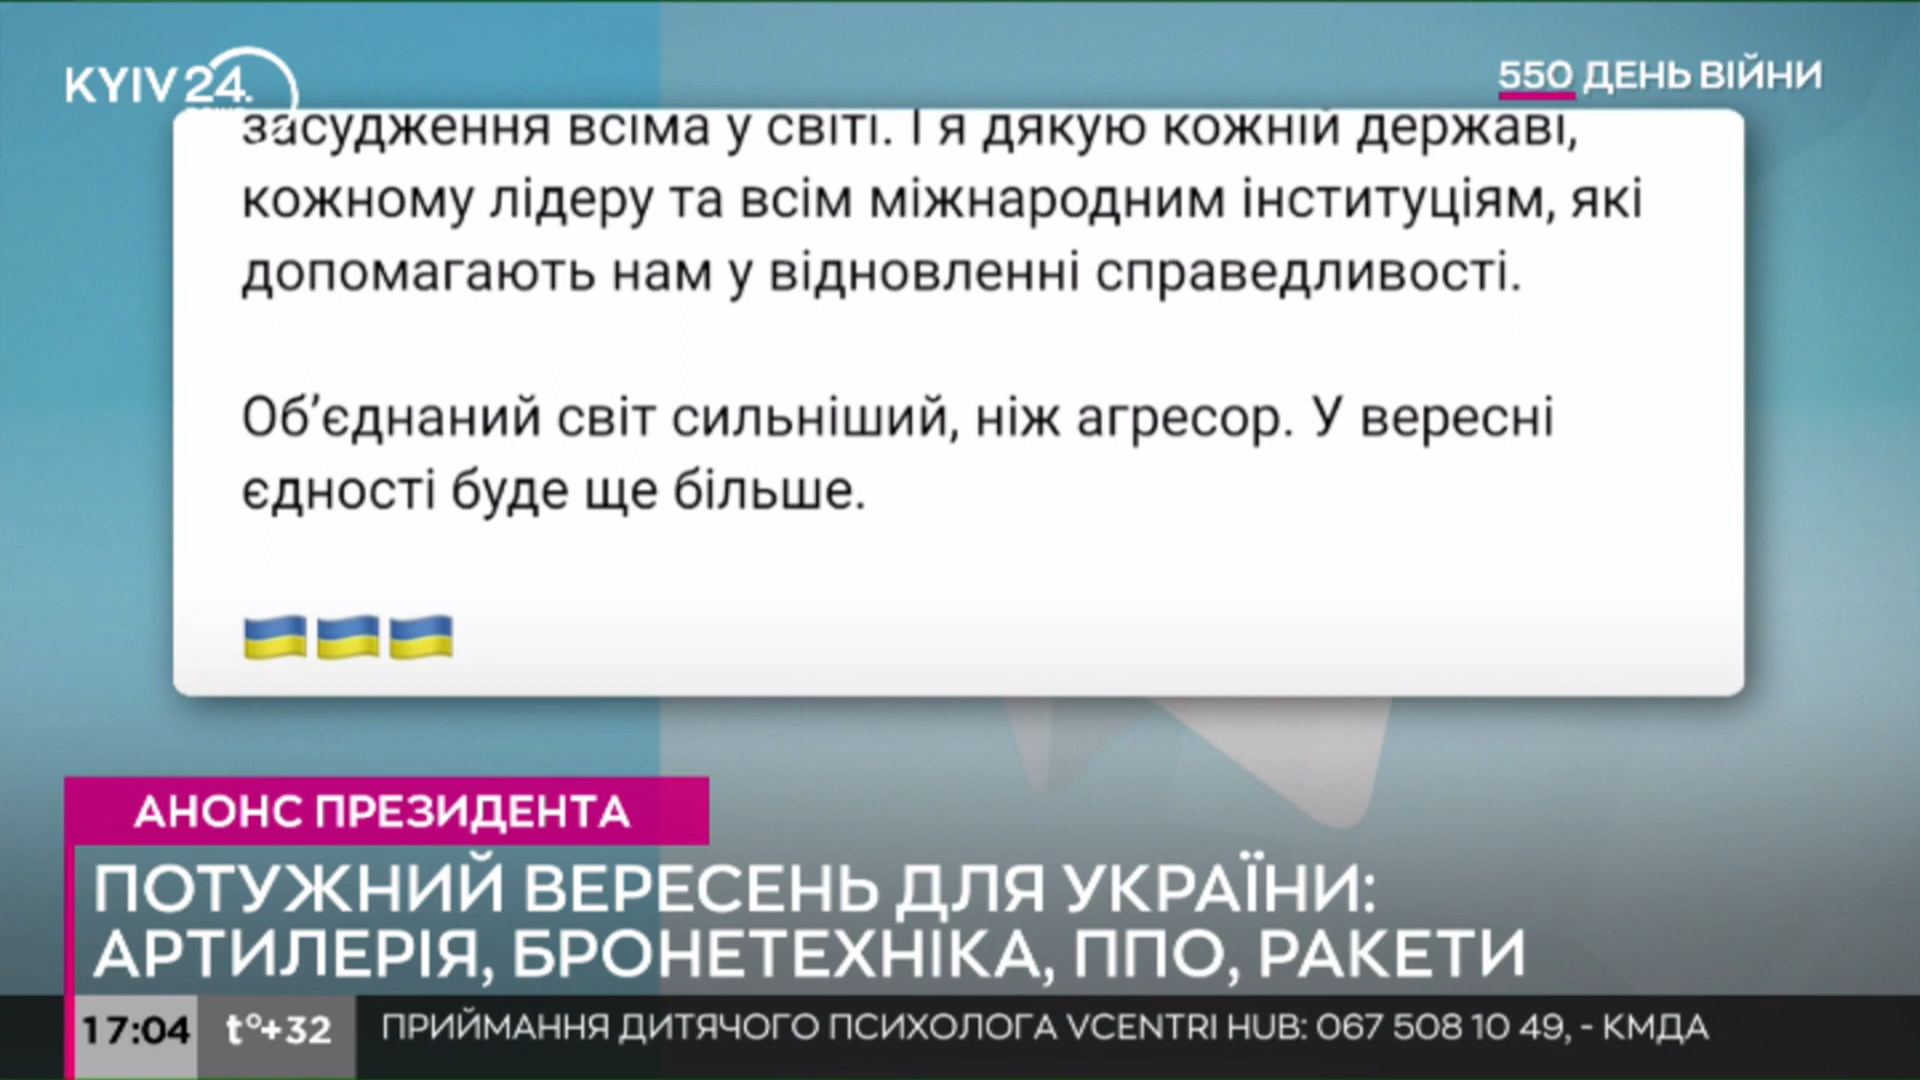 KYIV 24.
550 ДЕНЬ ВІЙНИ
засудження всіма у світі. І я дякую кожній державі,
кожному лідеру та всім міжнародним інституціям, які
допомагають нам у відновленні справедливості.
Об’єднаний світ сильніший, ніж агресор. У вересні
єдності буде ще більше.
АНОНС ПРЕЗИДЕНТА
ПОТУЖНИЙ ВЕРЕСЕНЬ ДЛЯ УКРАЇНИ:
АРТИЛЕРІЯ, БРОНЕТЕХНІКА, ППО, РАКЕТИ
17:04 t°+32 ПРИЙМАННЯ ДИТЯЧОГО ПСИХОЛОГА VCENTRI HUB: 067 508 10 49, - КМДА